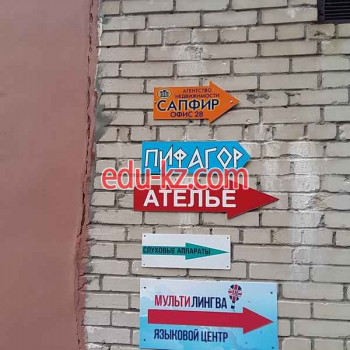 АГЕНТСТВО
НЕДВИЖИМОСТИ
САПФИР
ОФИС 28
ПИФАГОР
edu-kz.com
АТЕЛЬЕ
СЛУХОВЫЕ АППАРАТЫ
МУЛЬТИЛИНГВА
ЯЗЫКОВОЙ ЦЕНТР